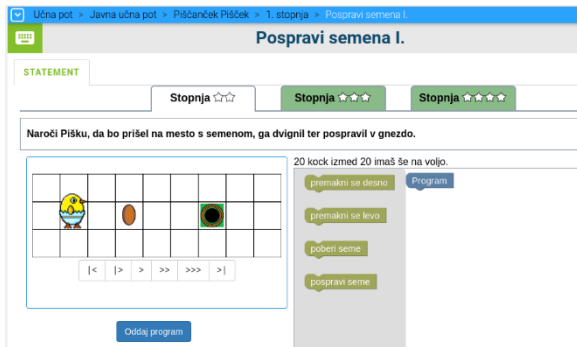 Učna pot > Javna učna pot > Piščanček Pišček > 1. stopnja > Pospravi semena I.
Pospravi semena I.
STATEMENT
Stopnja Stopnja Stopnja
Naroči Pišku, da bo prišel na mesto s semenom, ga dvignil ter pospravil v gnezdo.
20 kock izmed 20 imaš še na voljo.
premakni se desno
Program
premakni se levo
poberi seme
pospravi seme
|< |> > >> >>> >|
Oddaj program